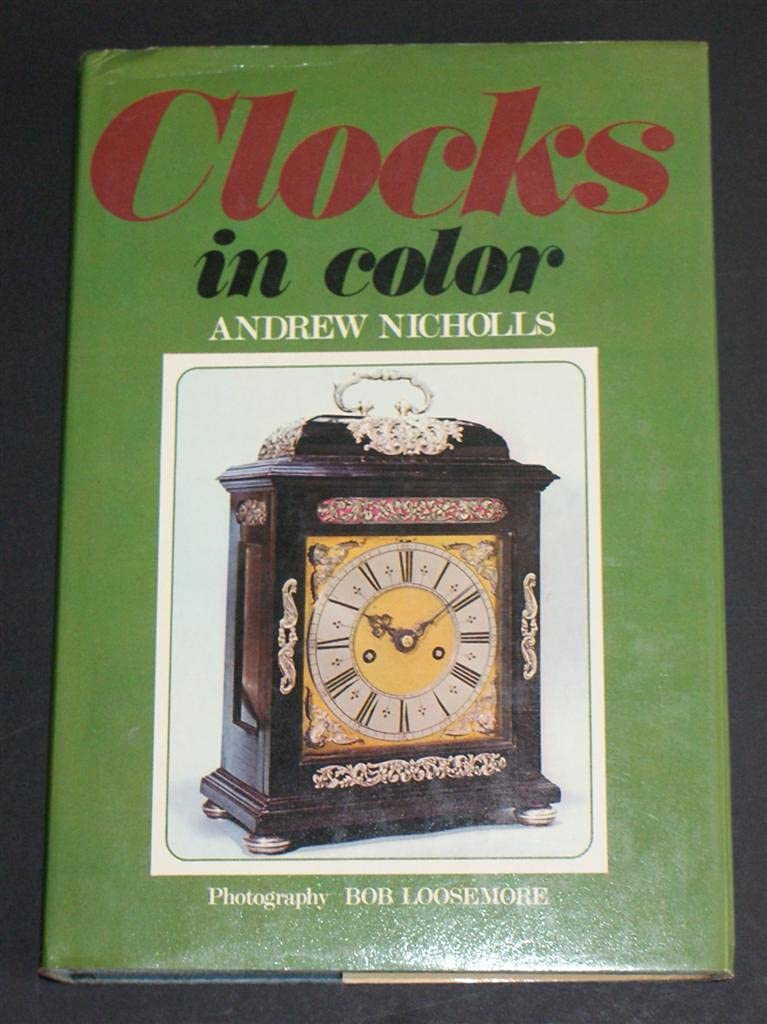 Clocks
in color
ANDREW NICHOLLS
Photography BOB LOOSEMORE